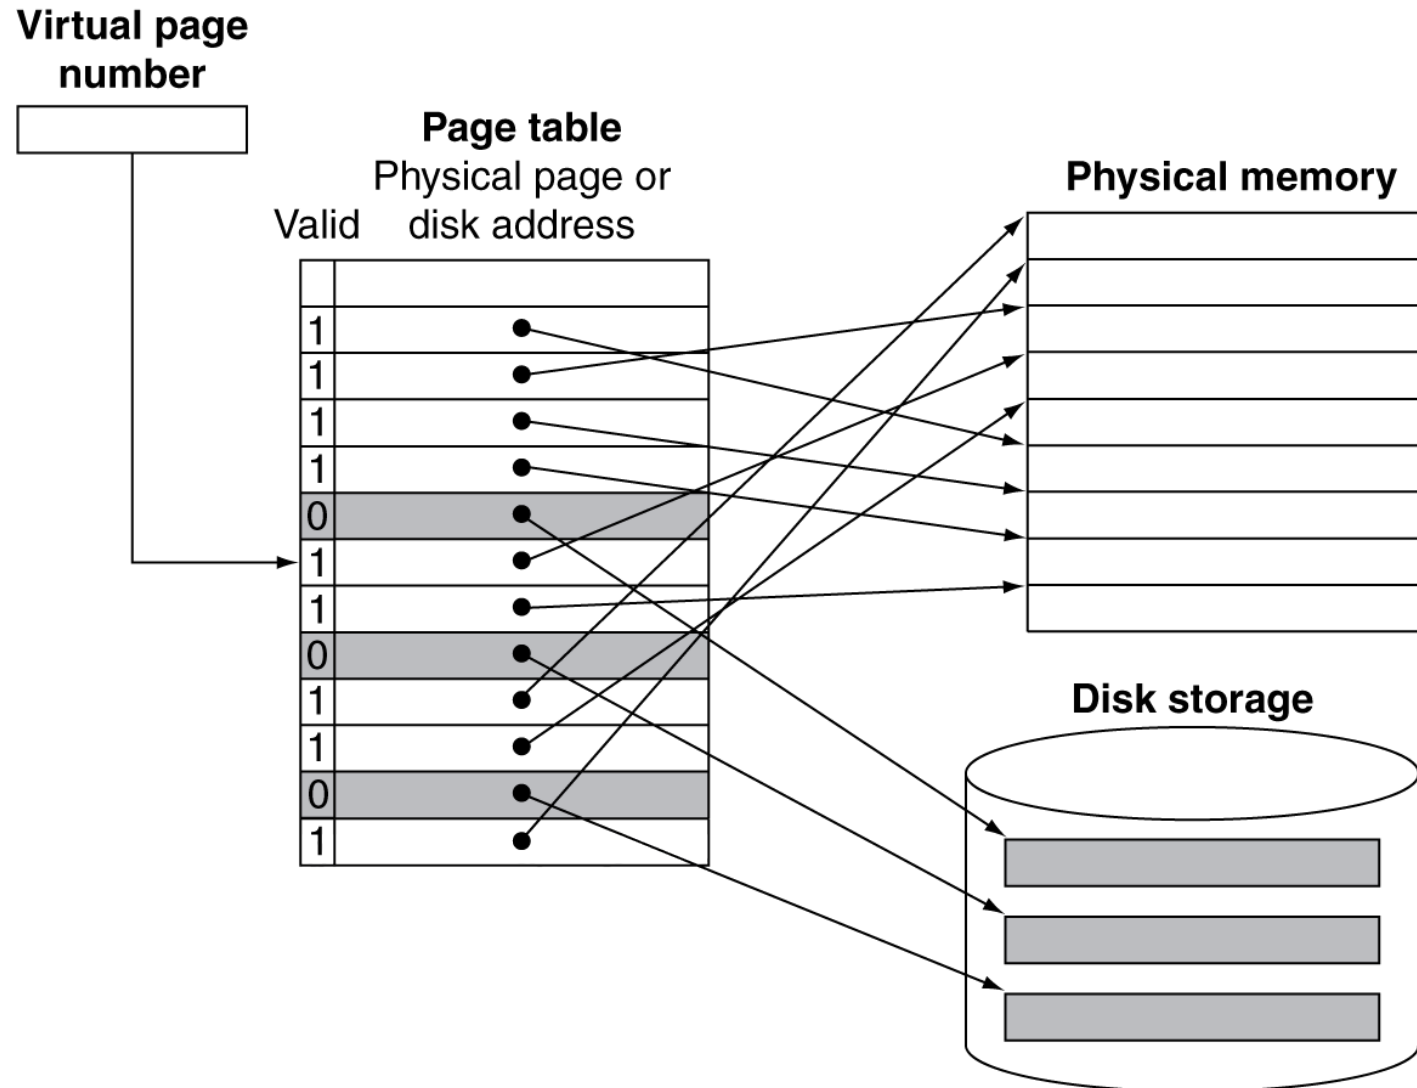 Virtual page
number
Page table
Physical page or
Valid disk address
1
1
1
1
0
1
1
0
1
1
0
1
Physical memory
Disk storage